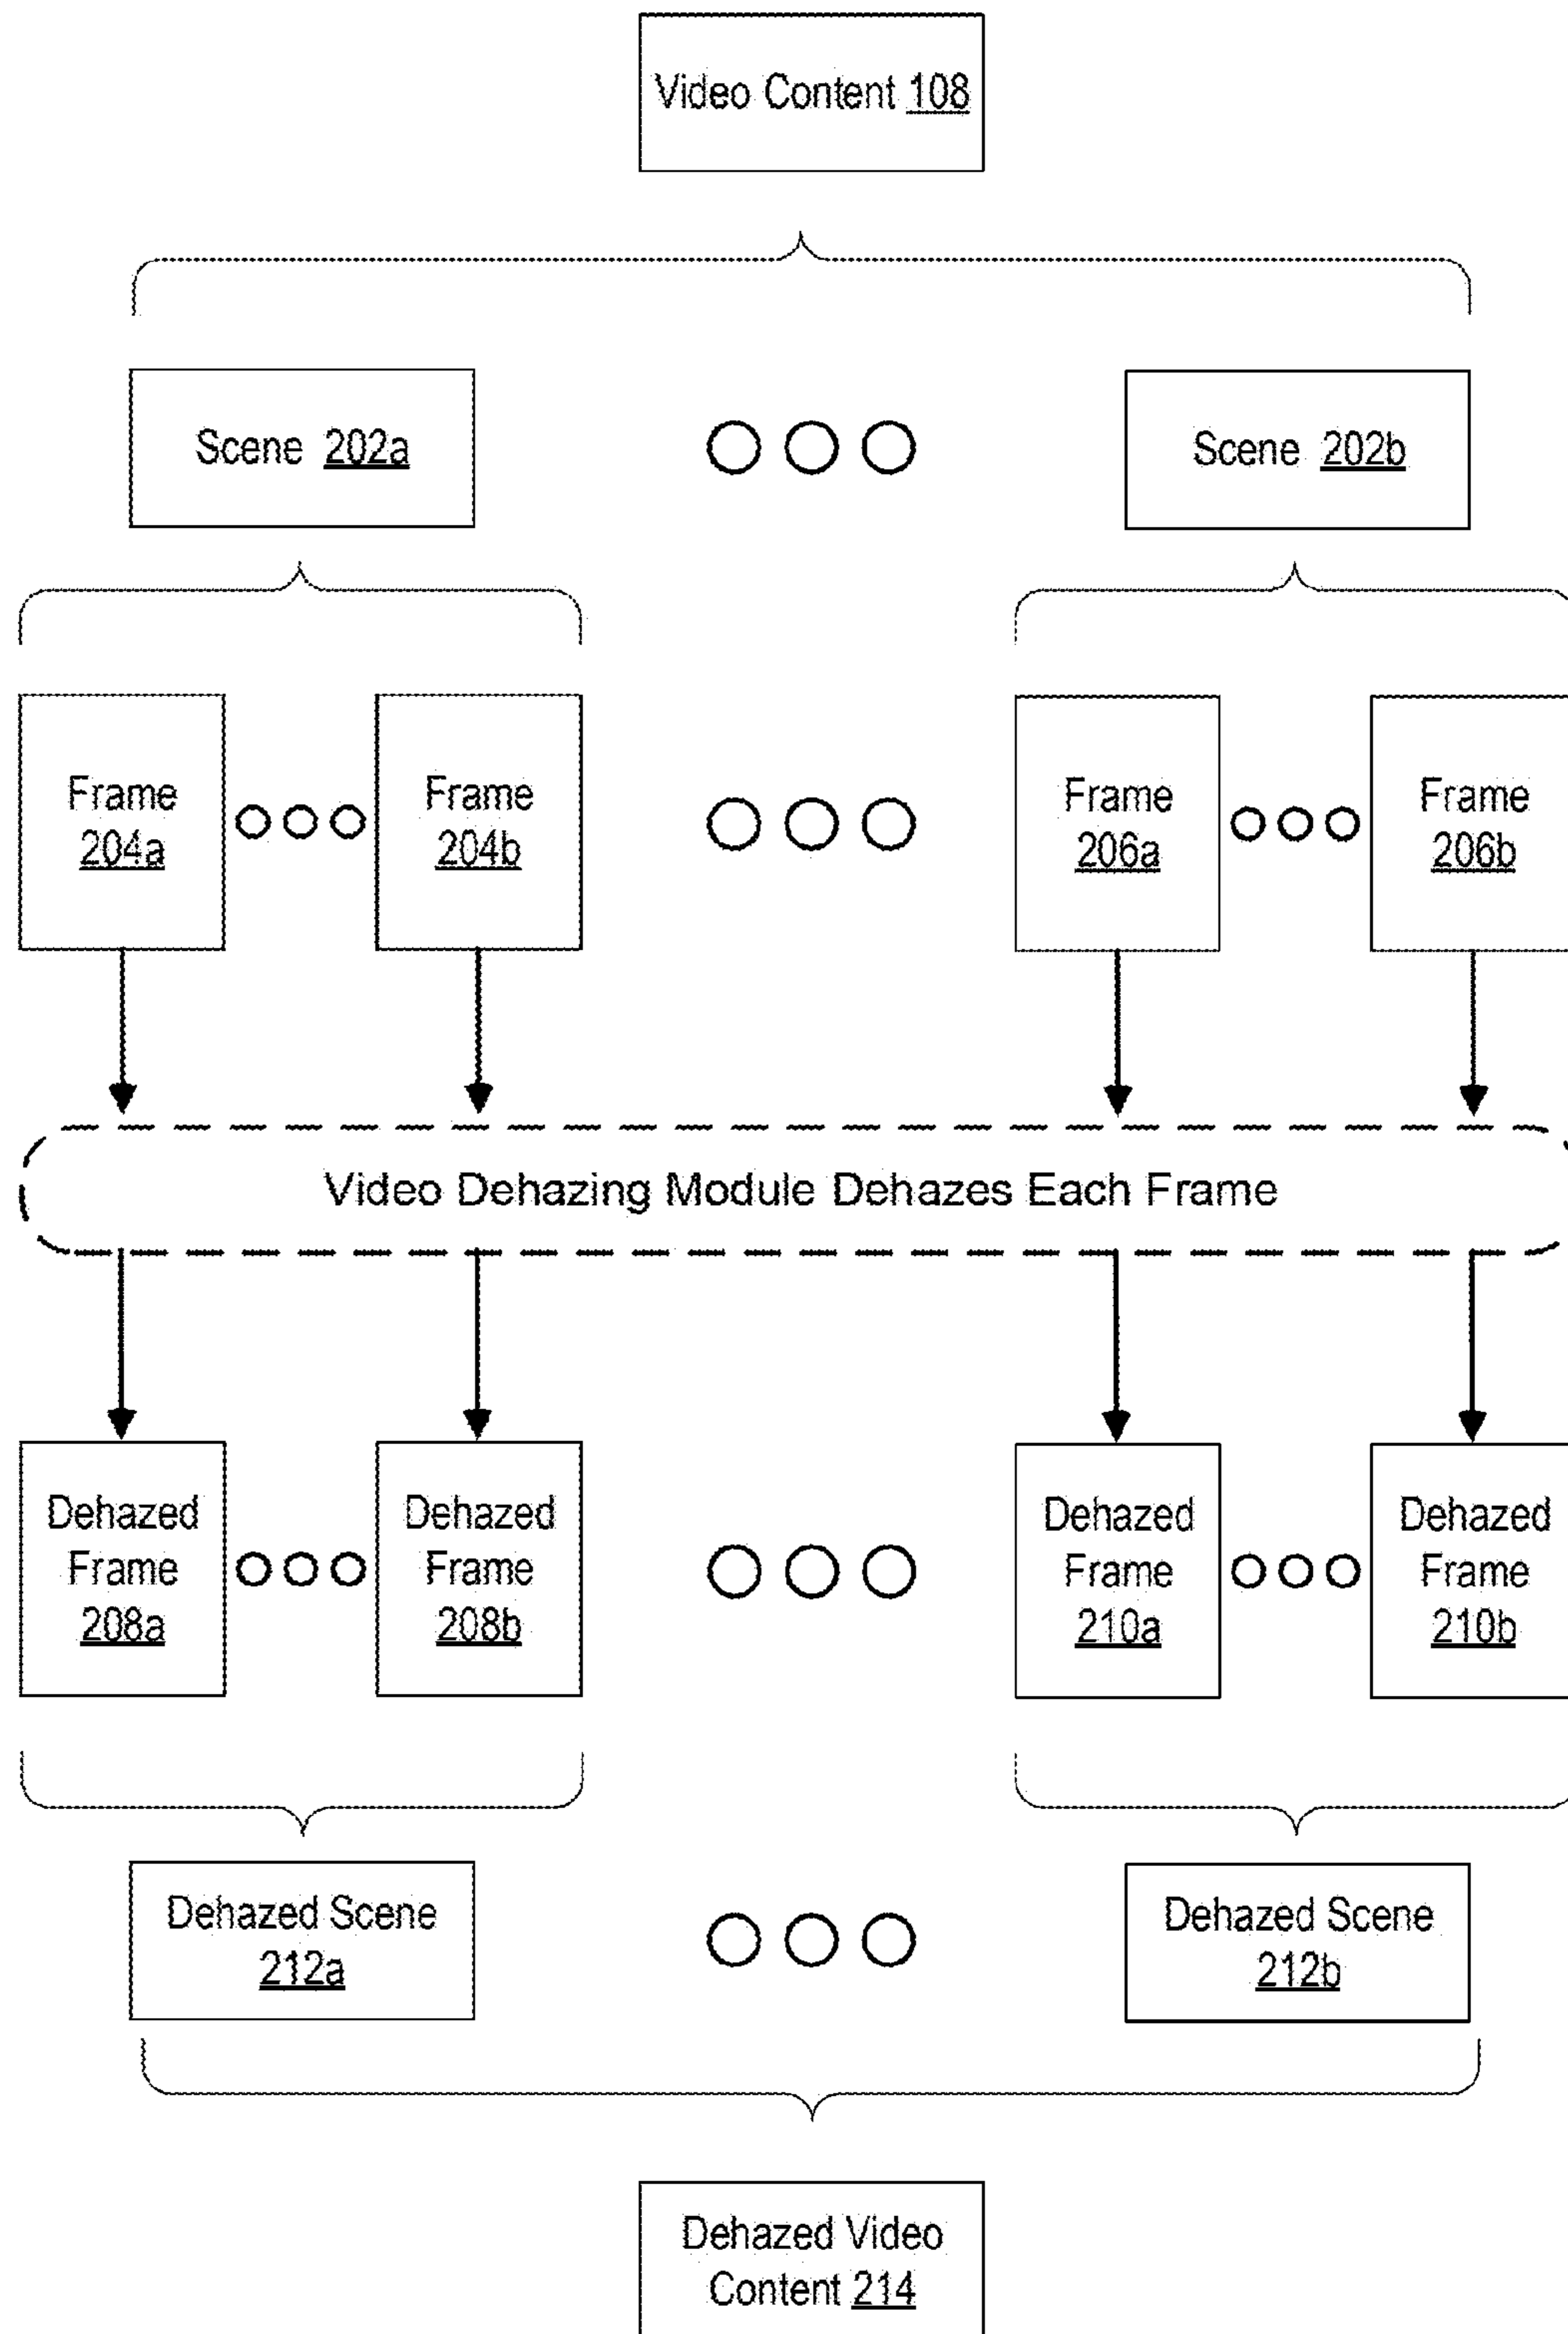 Video Content 108
Scene 202a
Scene 202b
Frame
204a
Frame
204b
Frame
206a
Frame
206b
Video Dehazing Module Dehazes Each Frame
Dehazed
Frame
208a
Dehazed
Frame
208b
Dehazed
Frame
210a
Dehazed
Frame
210b
Dehazed Scene
212a
Dehazed Scene
212b
Dehazed Video
Content 214